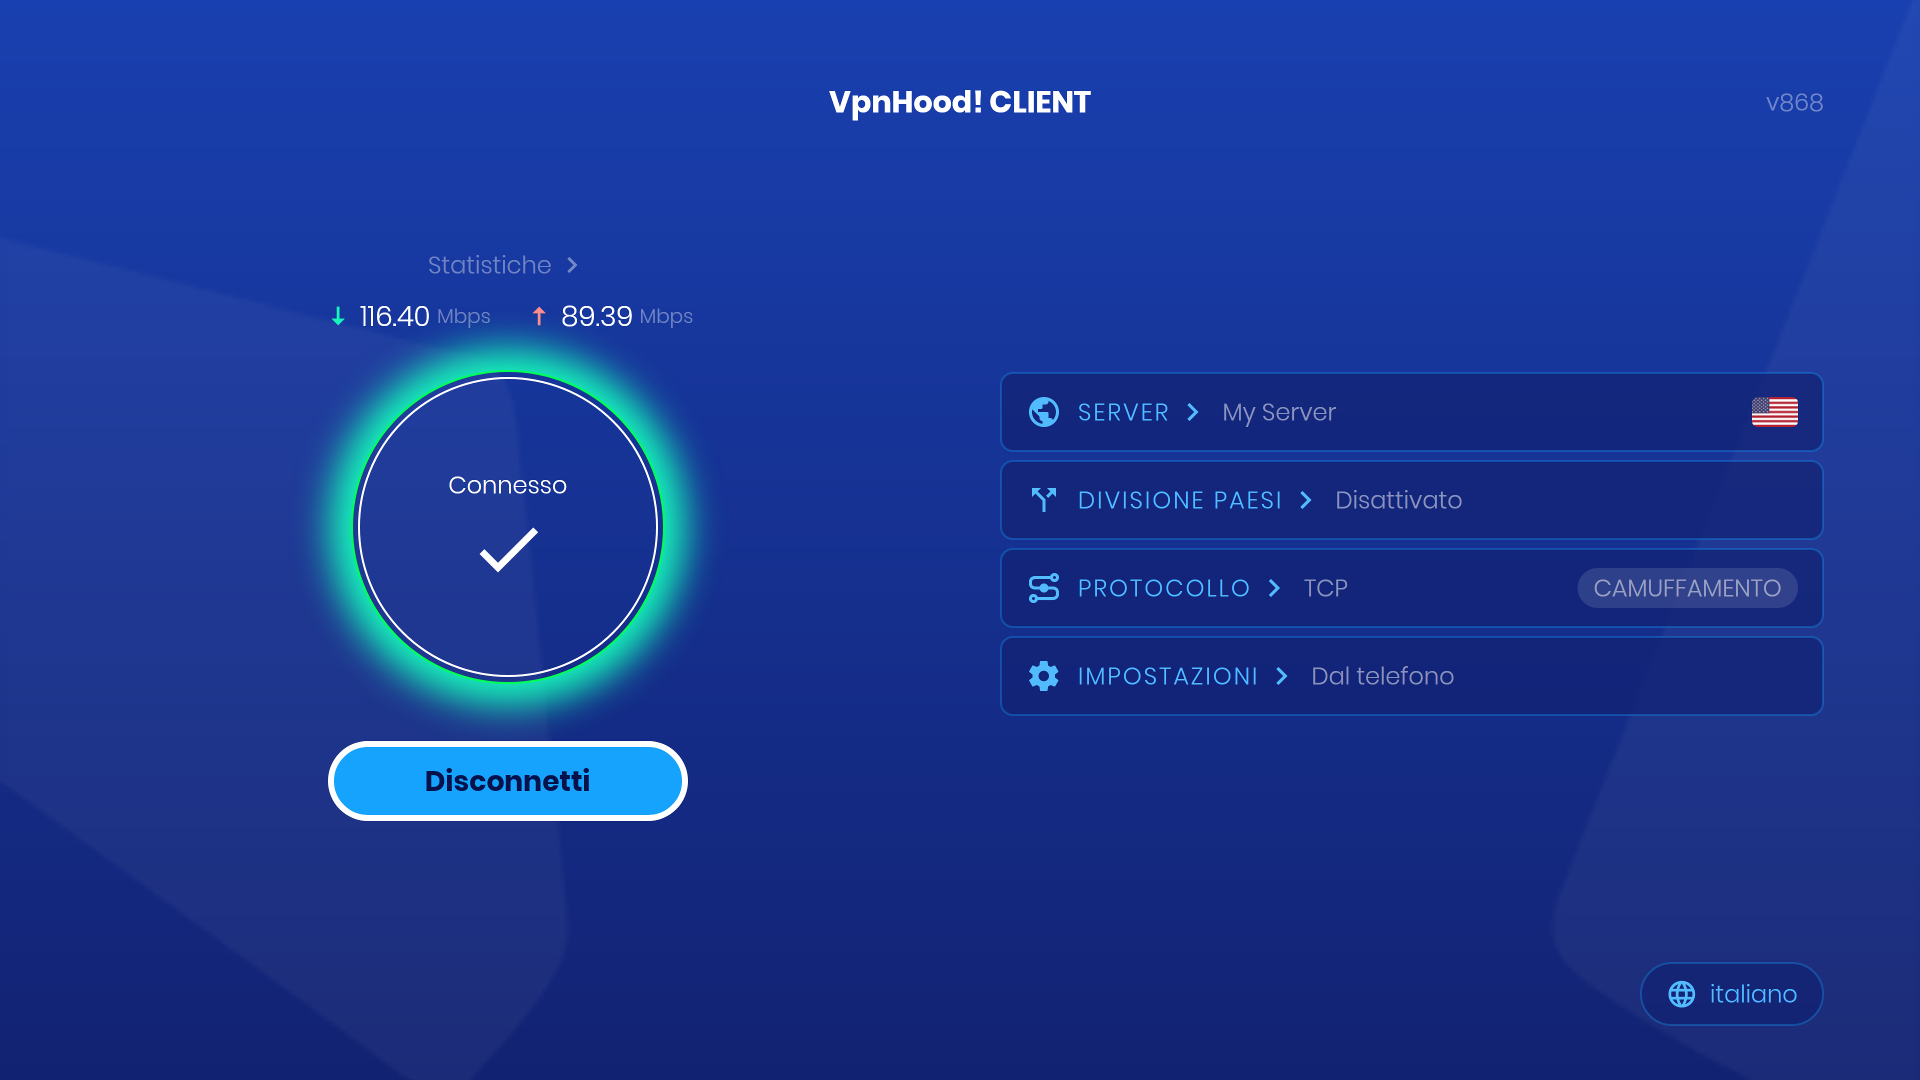 VpnHood! CLIENT
v868
Statistiche
116.40 Mbps 89.39 Mbps
Connesso
Disconnetti
SERVER My Server
DIVISIONE PAESI Disattivato
PROTOCOLLO TCP CAMUFFAMENTO
IMPOSTAZIONI Dal telefono
italiano